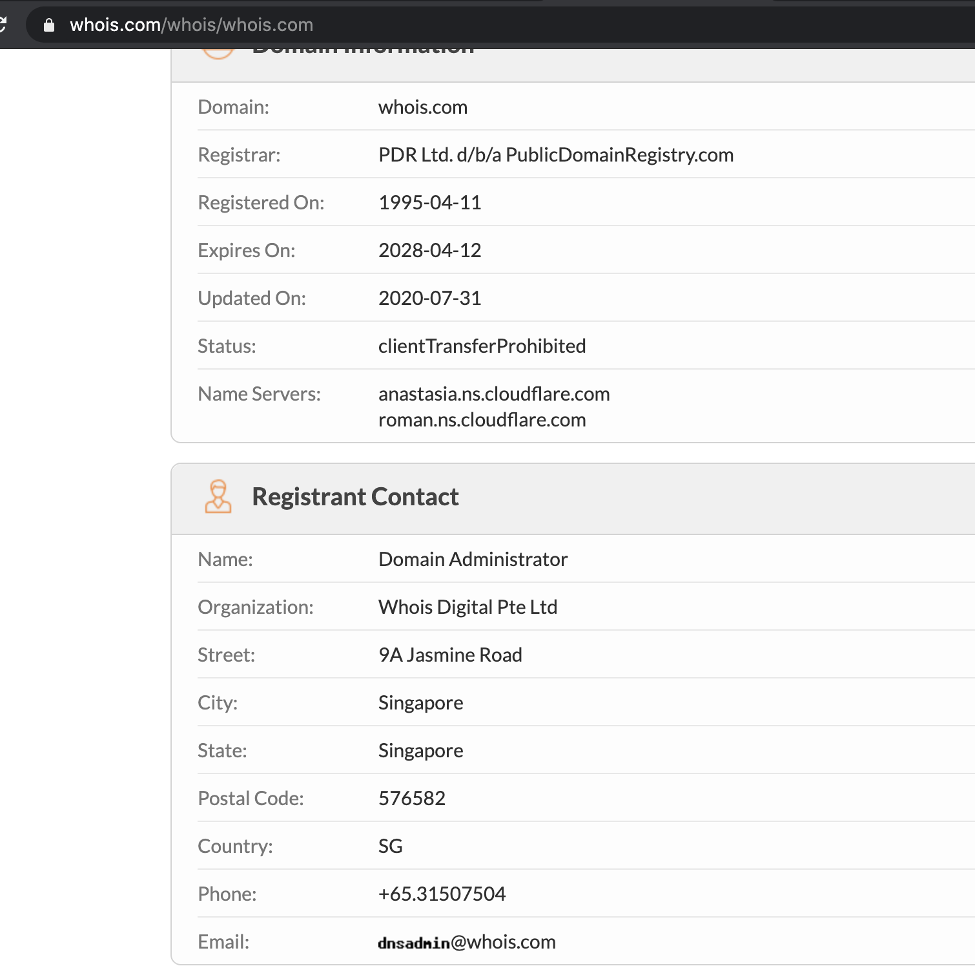 whois.com/whois/whois.com
Domain Information
Domain: whois.com
Registrar: PDR Ltd. d/b/a PublicDomainRegistry.com
Registered On: 1995-04-11
Expires On: 2028-04-12
Updated On: 2020-07-31
Status: clientTransferProhibited
Name Servers: anastasia.ns.cloudflare.com
roman.ns.cloudflare.com
Registrant Contact
Name: Domain Administrator
Organization: Whois Digital Pte Ltd
Street: 9A Jasmine Road
City: Singapore
State: Singapore
Postal Code: 576582
Country: SG
Phone: +65.31507504
Email: dnsadmin@whois.com